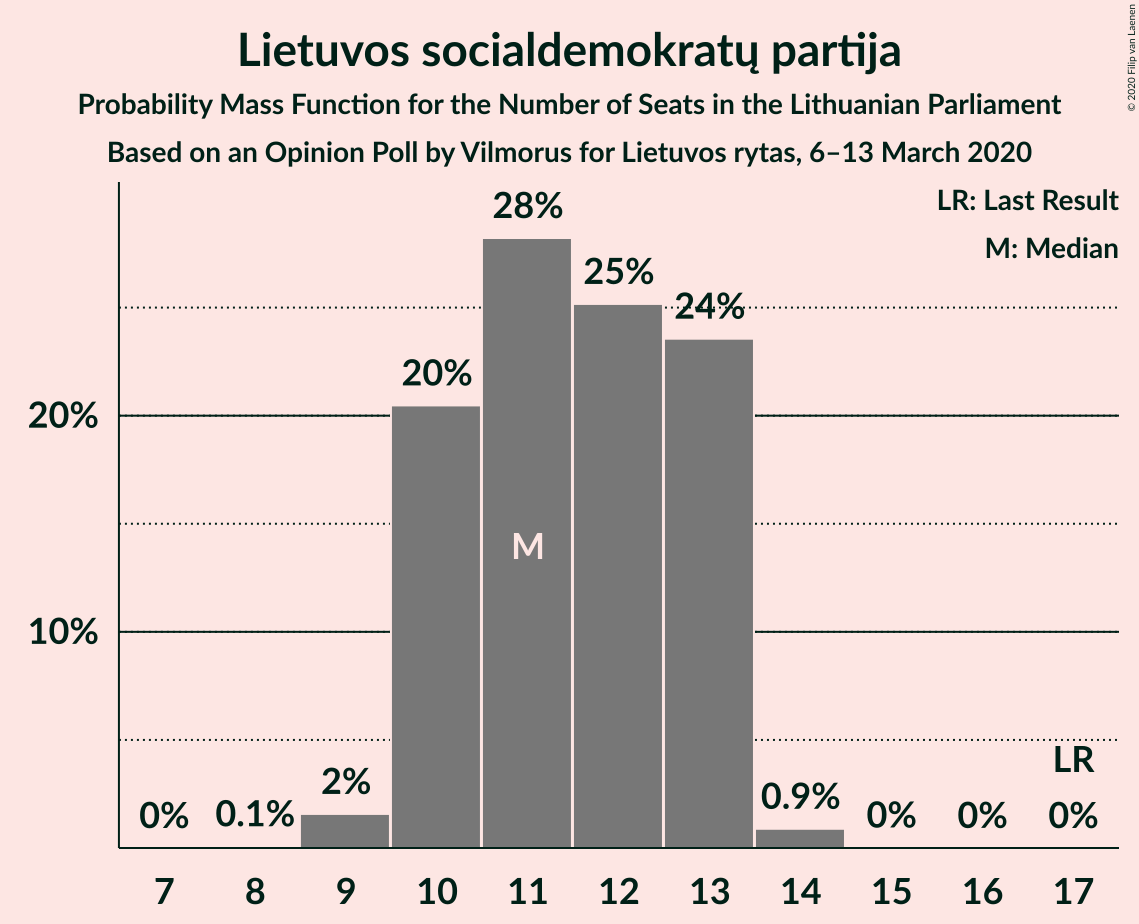 Lietuvos socialdemokratų partija
Probability Mass Function for the Number of Seats in the Lithuanian Parliament
Based on an Opinion Poll by Vilmorus for Lietuvos rytas, 6–13 March 2020
© 2020 Filip van Laenen
LR: Last Result
M: Median
28%
25%
24%
20%
20%
M
10%
LR
2%
0.9%
0%
0.1%
0%
0%
0%
7 8 9 10 11 12 13 14 15 16 17